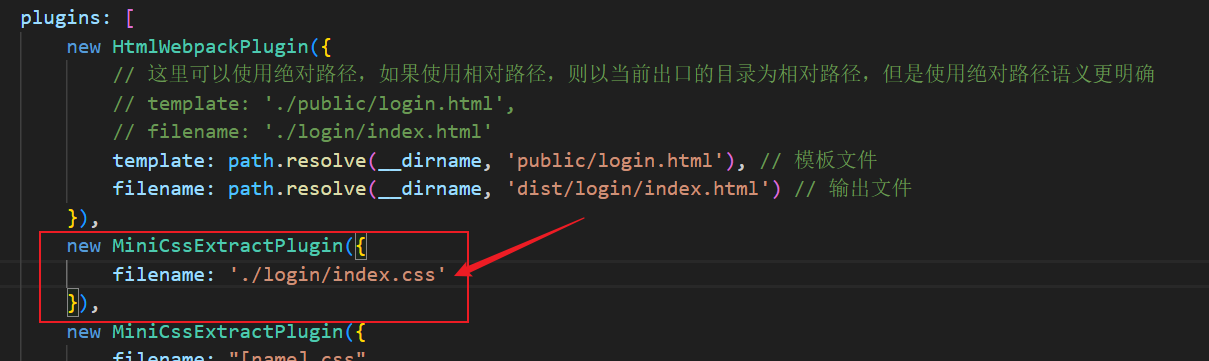 plugins: [
new HtmlWebpackPlugin({
// 这里可以使用绝对路径，如果使用相对路径，则以当前出口的目录为相对路径，但是使用绝对路径语义更明确
// template: './public/login.html',
// filename: './login/index.html'
template: path.resolve(__dirname, 'public/login.html'), // 模板文件
filename: path.resolve(__dirname, 'dist/login/index.html') // 输出文件
}),
new MiniCssExtractPlugin({
filename: './login/index.css'
}),
new MiniCssExtractPlugin({
filename: "[name].css"